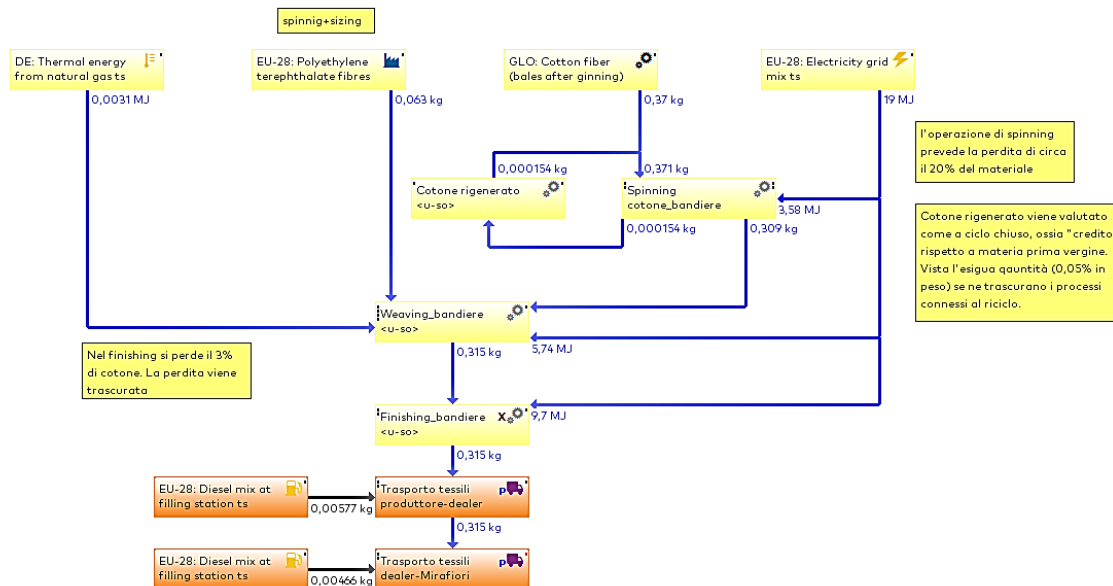 spinnig+sizing
DE: Thermal energy
from natural gas ts
EU-28: Polyethylene
terephthalate fibres
GLO: Cotton fiber
(bales after ginning)
EU-28: Electricity grid
mix ts
0,0031 MJ
0,063 kg
0,37 kg
19 MJ
l'operazione di spinning
prevede la perdita di circa
il 20% del materiale
0,000154 kg
0,371 kg
Cotone rigenerato
<u-so>
Spinning
cotone_bandiere
3,58 MJ
0,000154 kg
0,309 kg
Cotone rigenerato viene valutato
come a ciclo chiuso, ossia "credito
rispetto a materia prima vergine.
Vista l'esigua qauntità (0,05% in
peso) se ne trascurano i processi
connessi al riciclo.
Weaving_bandiere
<u-so>
5,74 MJ
0,315 kg
Nel finishing si perde il 3%
di cotone. La perdita viene
trascurata
Finishing_bandiere
<u-so>
X
9,7 MJ
0,315 kg
EU-28: Diesel mix at
filling station ts
0,00577 kg
Trasporto tessili
produttore-dealer
p
0,315 kg
EU-28: Diesel mix at
filling station ts
0,00466 kg
Trasporto tessili
dealer-Mirafiori
p